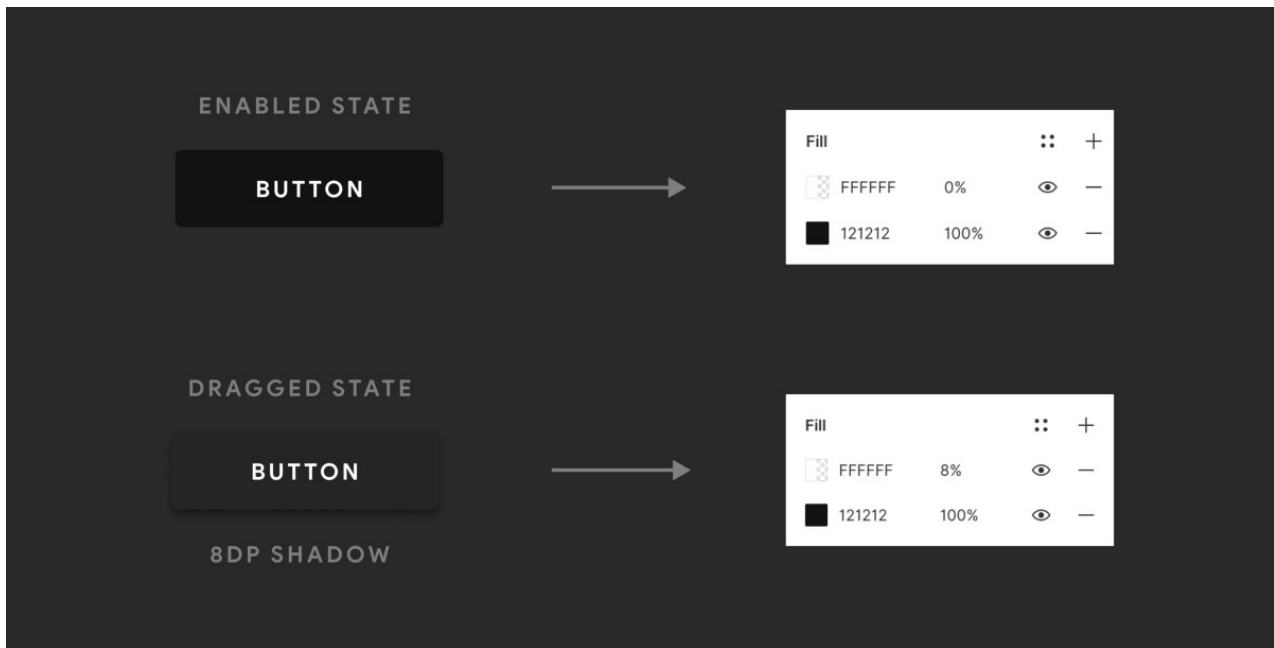 ENABLED STATE
BUTTON
Fill
FFFFFF 0%
121212 100%
DRAGGED STATE
BUTTON
8DP SHADOW
Fill
FFFFFF 8%
121212 100%